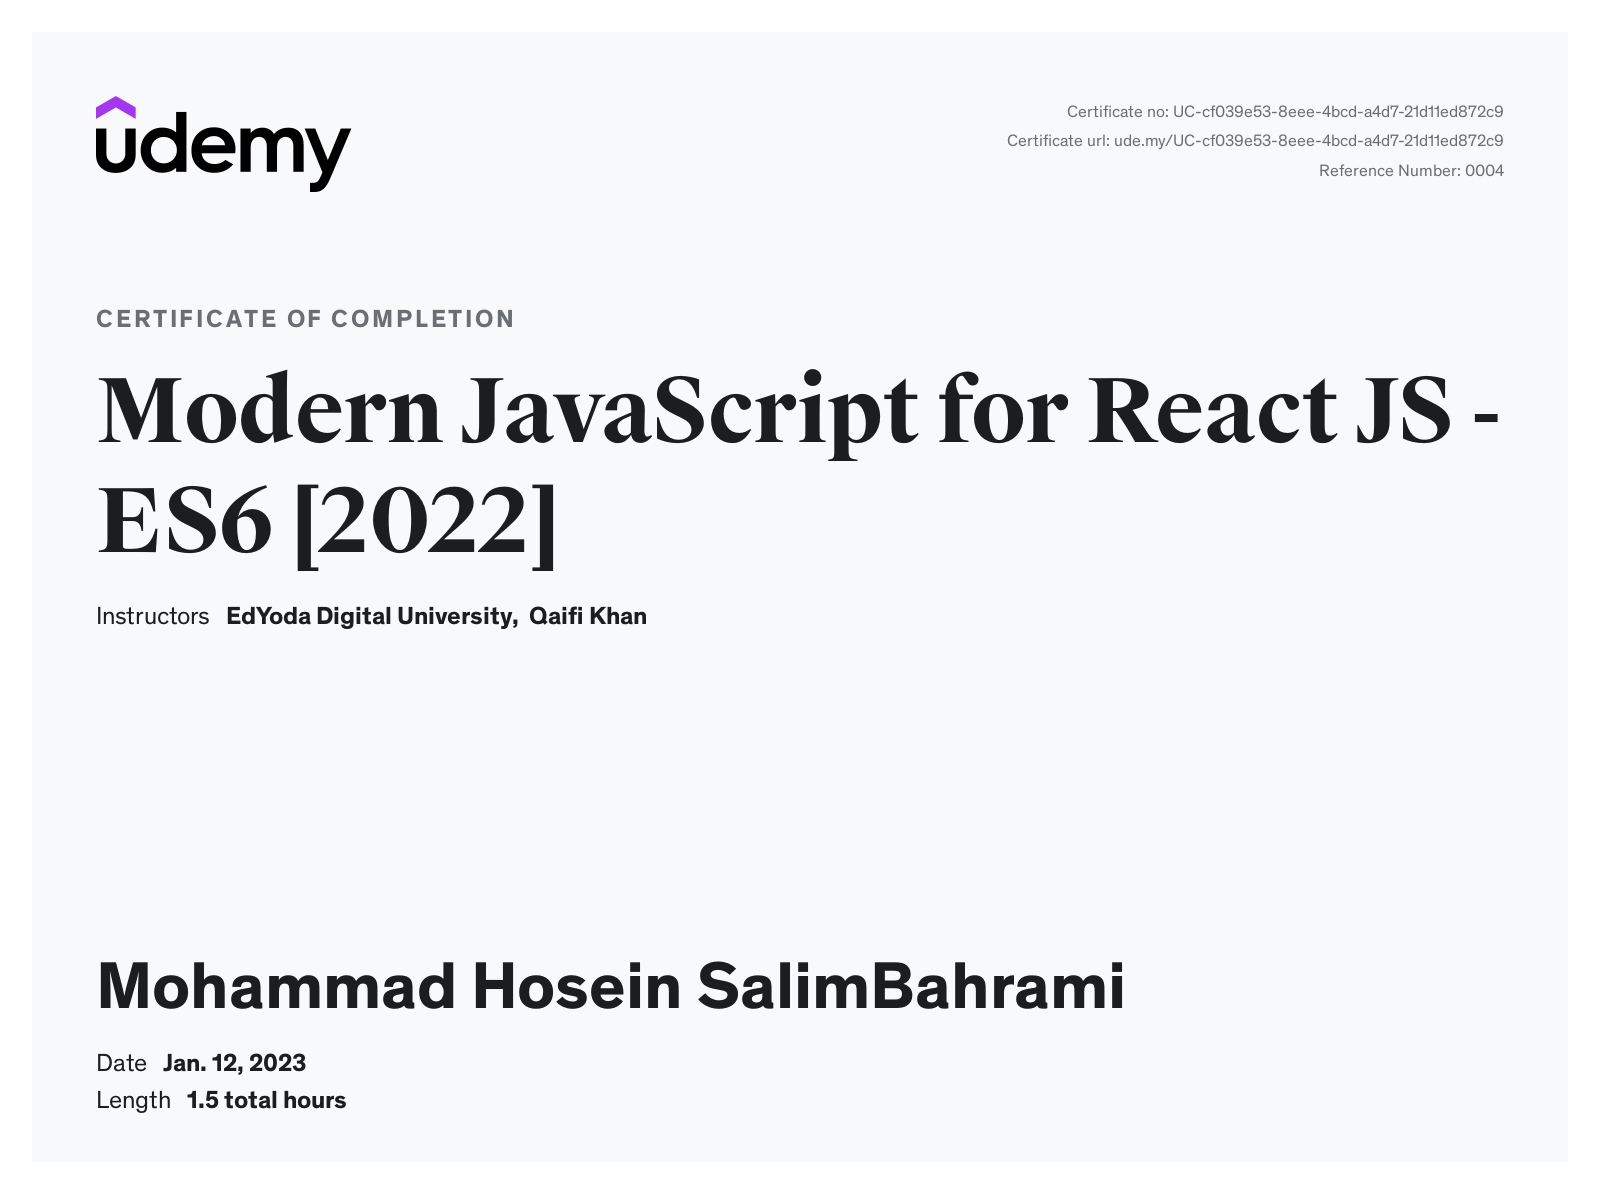 udemy
Certificate no: UC-cf039e53-8eee-4bcd-a4d7-21d11ed872c9
Certificate url: ude.my/UC-cf039e53-8eee-4bcd-a4d7-21d11ed872c9
Reference Number: 0004
CERTIFICATE OF COMPLETION
Modern JavaScript for React JS -
ES6 [2022]
Instructors EdYoda Digital University, Qaifi Khan
Mohammad Hosein SalimBahrami
Date Jan. 12, 2023
Length 1.5 total hours